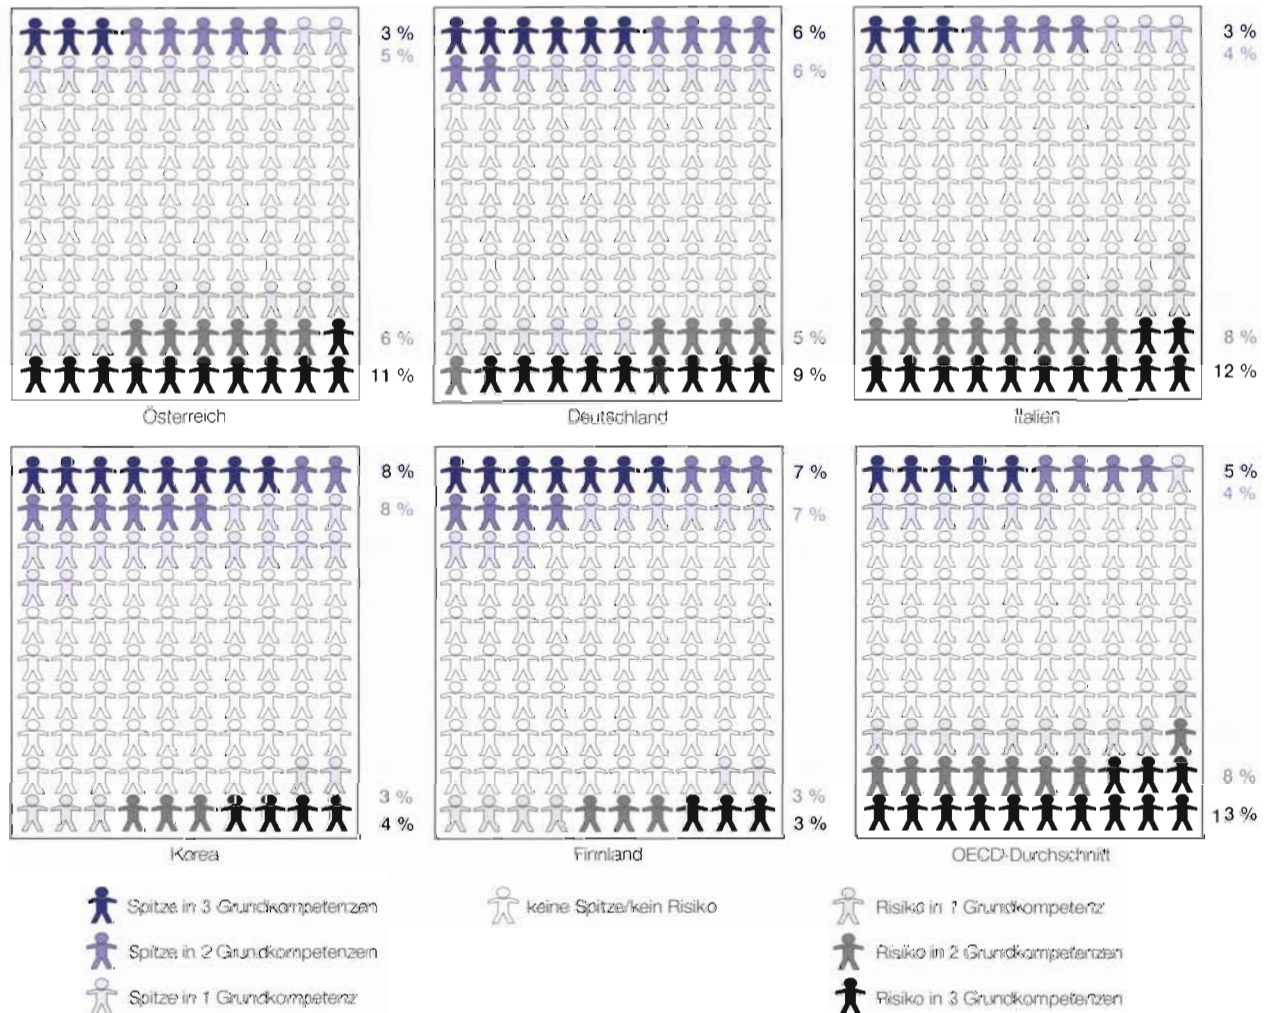 3 %
5 %
6 %
11 %
Österreich
6 %
6 %
5 %
9 %
Deutschland
3 %
4 %
8 %
12 %
Italien
8 %
8 %
3 %
4 %
Korea
7 %
7 %
3 %
3 %
Finnland
5 %
4 %
8 %
13 %
OECD-Durchschnitt
Spitze in 3 Grundkompetenzen
Spitze in 2 Grundkompetenzen
Spitze in 1 Grundkompetenz
keine Spitze/kein Risiko
Risiko in 1 Grundkompetenz
Risiko in 2 Grundkompetenzen
Risiko in 3 Grundkompetenzen